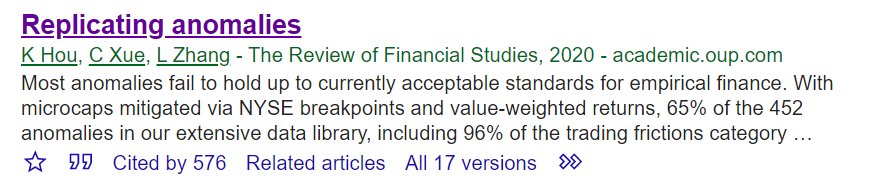 Replicating anomalies
K Hou, C Xue, L Zhang - The Review of Financial Studies, 2020 - academic.oup.com
Most anomalies fail to hold up to currently acceptable standards for empirical finance. With
microcaps mitigated via NYSE breakpoints and value-weighted returns, 65% of the 452
anomalies in our extensive data library, including 96% of the trading frictions category …
Cited by 576 Related articles All 17 versions